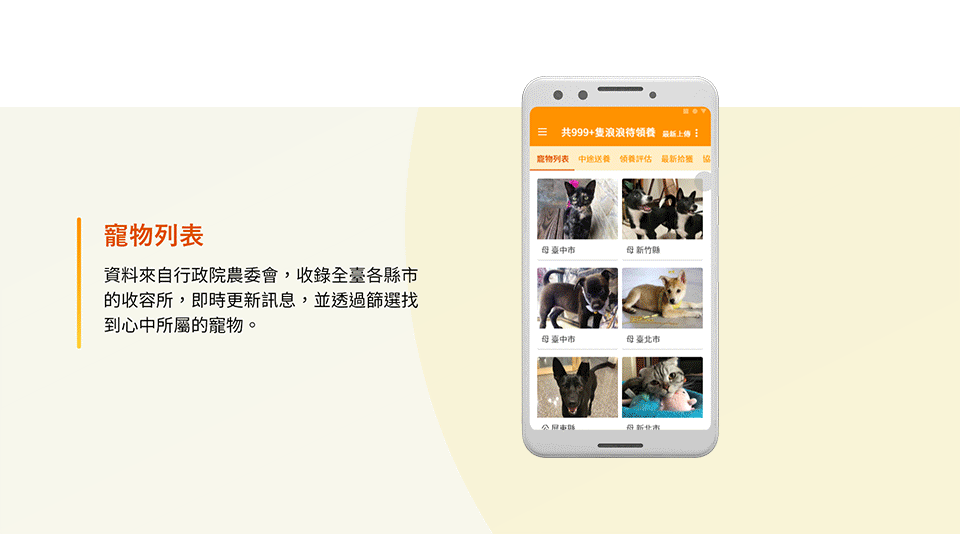 寵物列表
資料來自行政院農委會，收錄全臺各縣市
的收容所，即時更新訊息，並透過篩選找
到心中所屬的寵物。
共999+隻浪浪待領養 最新上傳
寵物列表 中途送養 領養評估 最新拾獲 協
母 臺中市 母 新竹縣
母 臺中市 母 臺北市
公 屏東縣 母 新北市